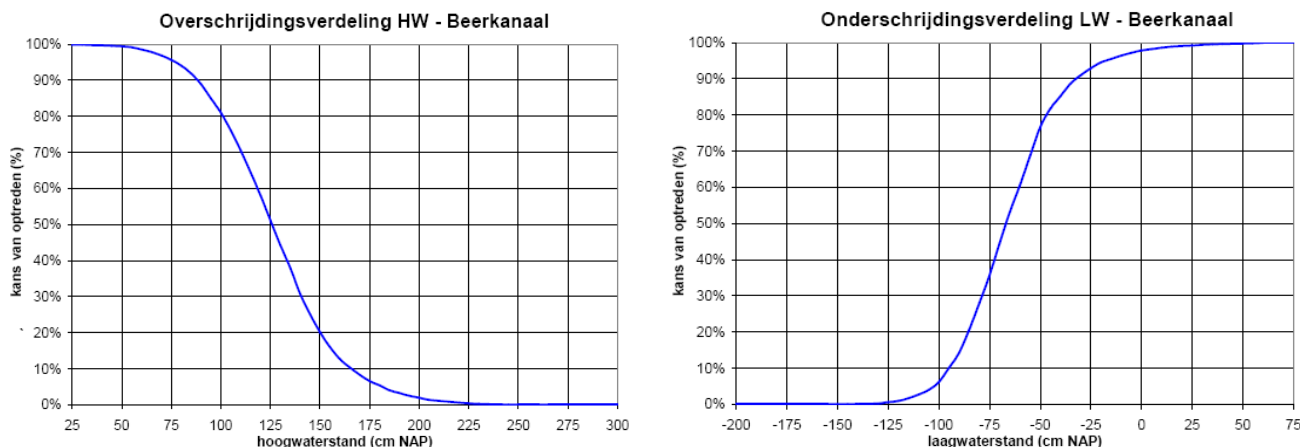 Overschrijdingsverdeling HW - Beerkanaal
kans van optreden (%)
100%
90%
80%
70%
60%
50%
40%
30%
20%
10%
0%
25 50 75 100 125 150 175 200 225 250 275 300
hoogwaterstand (cm NAP)
Onderschrijdingsverdeling LW - Beerkanaal
kans van optreden (%)
100%
90%
80%
70%
60%
50%
40%
30%
20%
10%
0%
-200 -175 -150 -125 -100 -75 -50 -25 0 25 50 75
laagwaterstand (cm NAP)